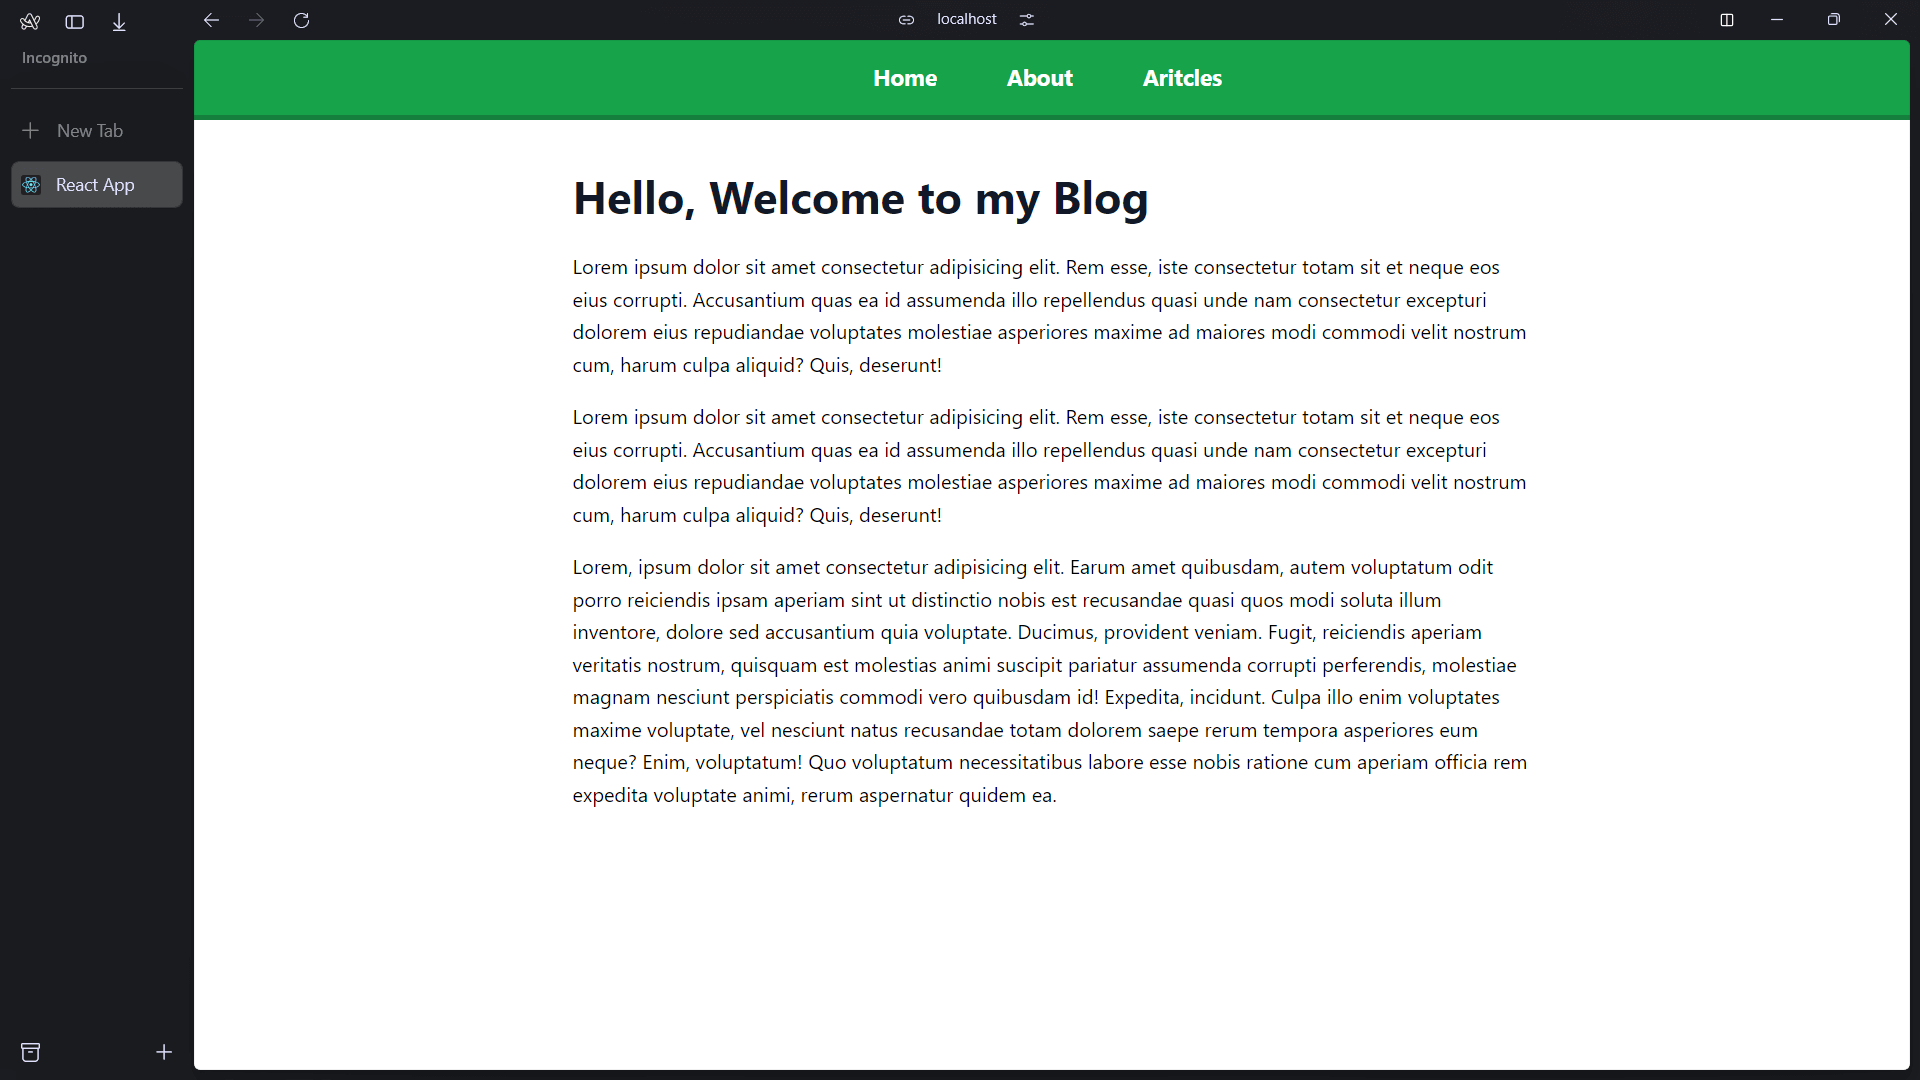 localhost
Incognito
New Tab
React App
Home About Aritcles
Hello, Welcome to my Blog
Lorem ipsum dolor sit amet consectetur adipisicing elit. Rem esse, iste consectetur totam sit et neque eos
eius corrupti. Accusantium quas ea id assumenda illo repellendus quasi unde nam consectetur excepturi
dolorem eius repudiandae voluptates molestiae asperiores maxime ad maiores modi commodi velit nostrum
cum, harum culpa aliquid? Quis, deserunt!
Lorem ipsum dolor sit amet consectetur adipisicing elit. Rem esse, iste consectetur totam sit et neque eos
eius corrupti. Accusantium quas ea id assumenda illo repellendus quasi unde nam consectetur excepturi
dolorem eius repudiandae voluptates molestiae asperiores maxime ad maiores modi commodi velit nostrum
cum, harum culpa aliquid? Quis, deserunt!
Lorem, ipsum dolor sit amet consectetur adipisicing elit. Earum amet quibusdam, autem voluptatum odit
porro reiciendis ipsam aperiam sint ut distinctio nobis est recusandae quasi quos modi soluta illum
inventore, dolore sed accusantium quia voluptate. Ducimus, provident veniam. Fugit, reiciendis aperiam
veritatis nostrum, quisquam est molestias animi suscipit pariatur assumenda corrupti perferendis, molestiae
magnam nesciunt perspiciatis commodi vero quibusdam id! Expedita, incidunt. Culpa illo enim voluptates
maxime voluptate, vel nesciunt natus recusandae totam dolorem saepe rerum tempora asperiores eum
neque? Enim, voluptatum! Quo voluptatum necessitatibus labore esse nobis ratione cum aperiam officia rem
expedita voluptate animi, rerum aspernatur quidem ea.